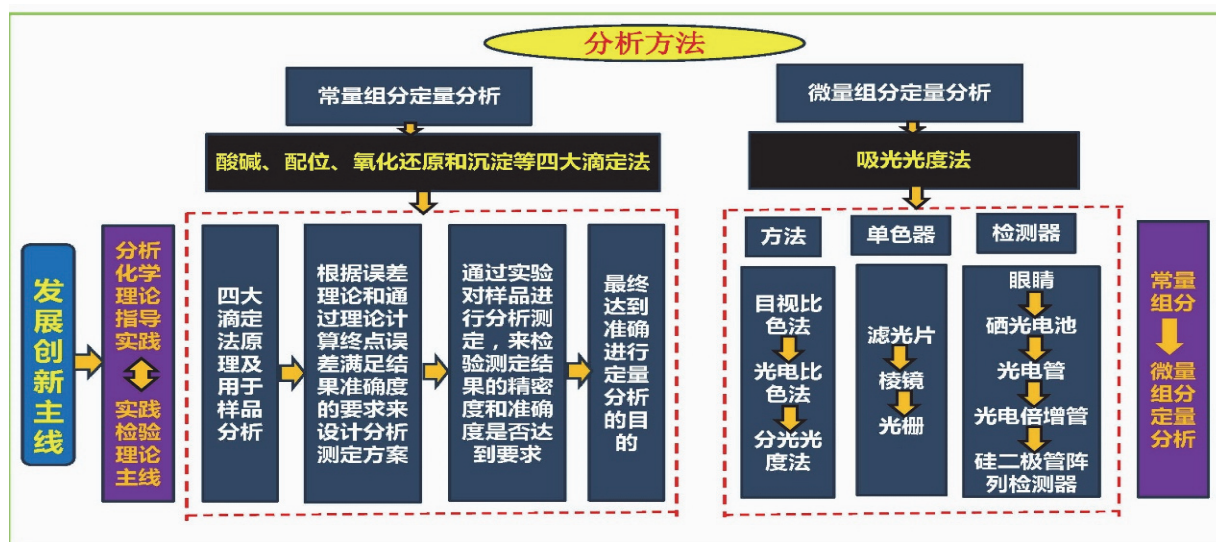 分析方法
常量组分定量分析
酸碱、配位、氧化还原和沉淀等四大滴定法
发展创新主线
分析
化学
理论
指导
实践
实践
检验
理论
主线
四大
滴定
法原
理及
用于
样品
分析
根据误差
理论和通
过理论计
算终点误
差满足结
果准确度
的要求来
设计分析
测定方案
通过实验
对样品进
行分析测
定，来检
验测定结
果的精密
度和准确
度是否达
到要求
最终
达到
准确
进行
定量
分析
的目
的
微量组分定量分析
吸光光度法
方法
目视比
色法
光电比
色法
分光光
度法
单色器
滤光片
棱镜
光栅
检测器
眼睛
硒光电池
光电管
光电倍增管
硅二极管阵
列检测器
常量
组分
微量
组分
定量
分析